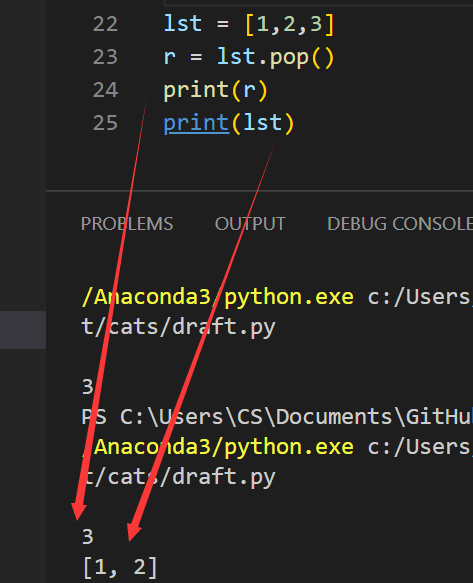 22 lst = [1,2,3]
23 r = lst.pop()
24 print(r)
25 print(lst)
PROBLEMS OUTPUT DEBUG CONSOLE
/Anaconda3/python.exe c:/Users,
t/cats/draft.py
3
PS C:\Users\CS\Documents\GitHu
/Anaconda3/python.exe c:/Users,
t/cats/draft.py
3
[1, 2]